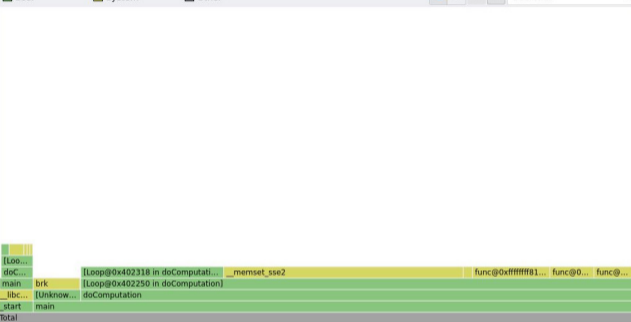 [Loo...
doC... [Loop@0x402318 in doComputati... __memset_sse2 func@0xffffffff81... func@0... func@...
main brk [Loop@0x402250 in doComputation]
__libc... [Unknow... doComputation
_start main
Total